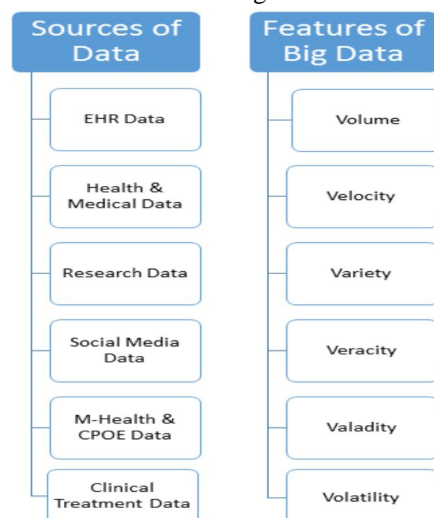 Sources of
Data
EHR Data
Health &
Medical Data
Research Data
Social Media
Data
M-Health &
CPOE Data
Clinical
Treatment Data
Features of
Big Data
Volume
Velocity
Variety
Veracity
Valadity
Volatility